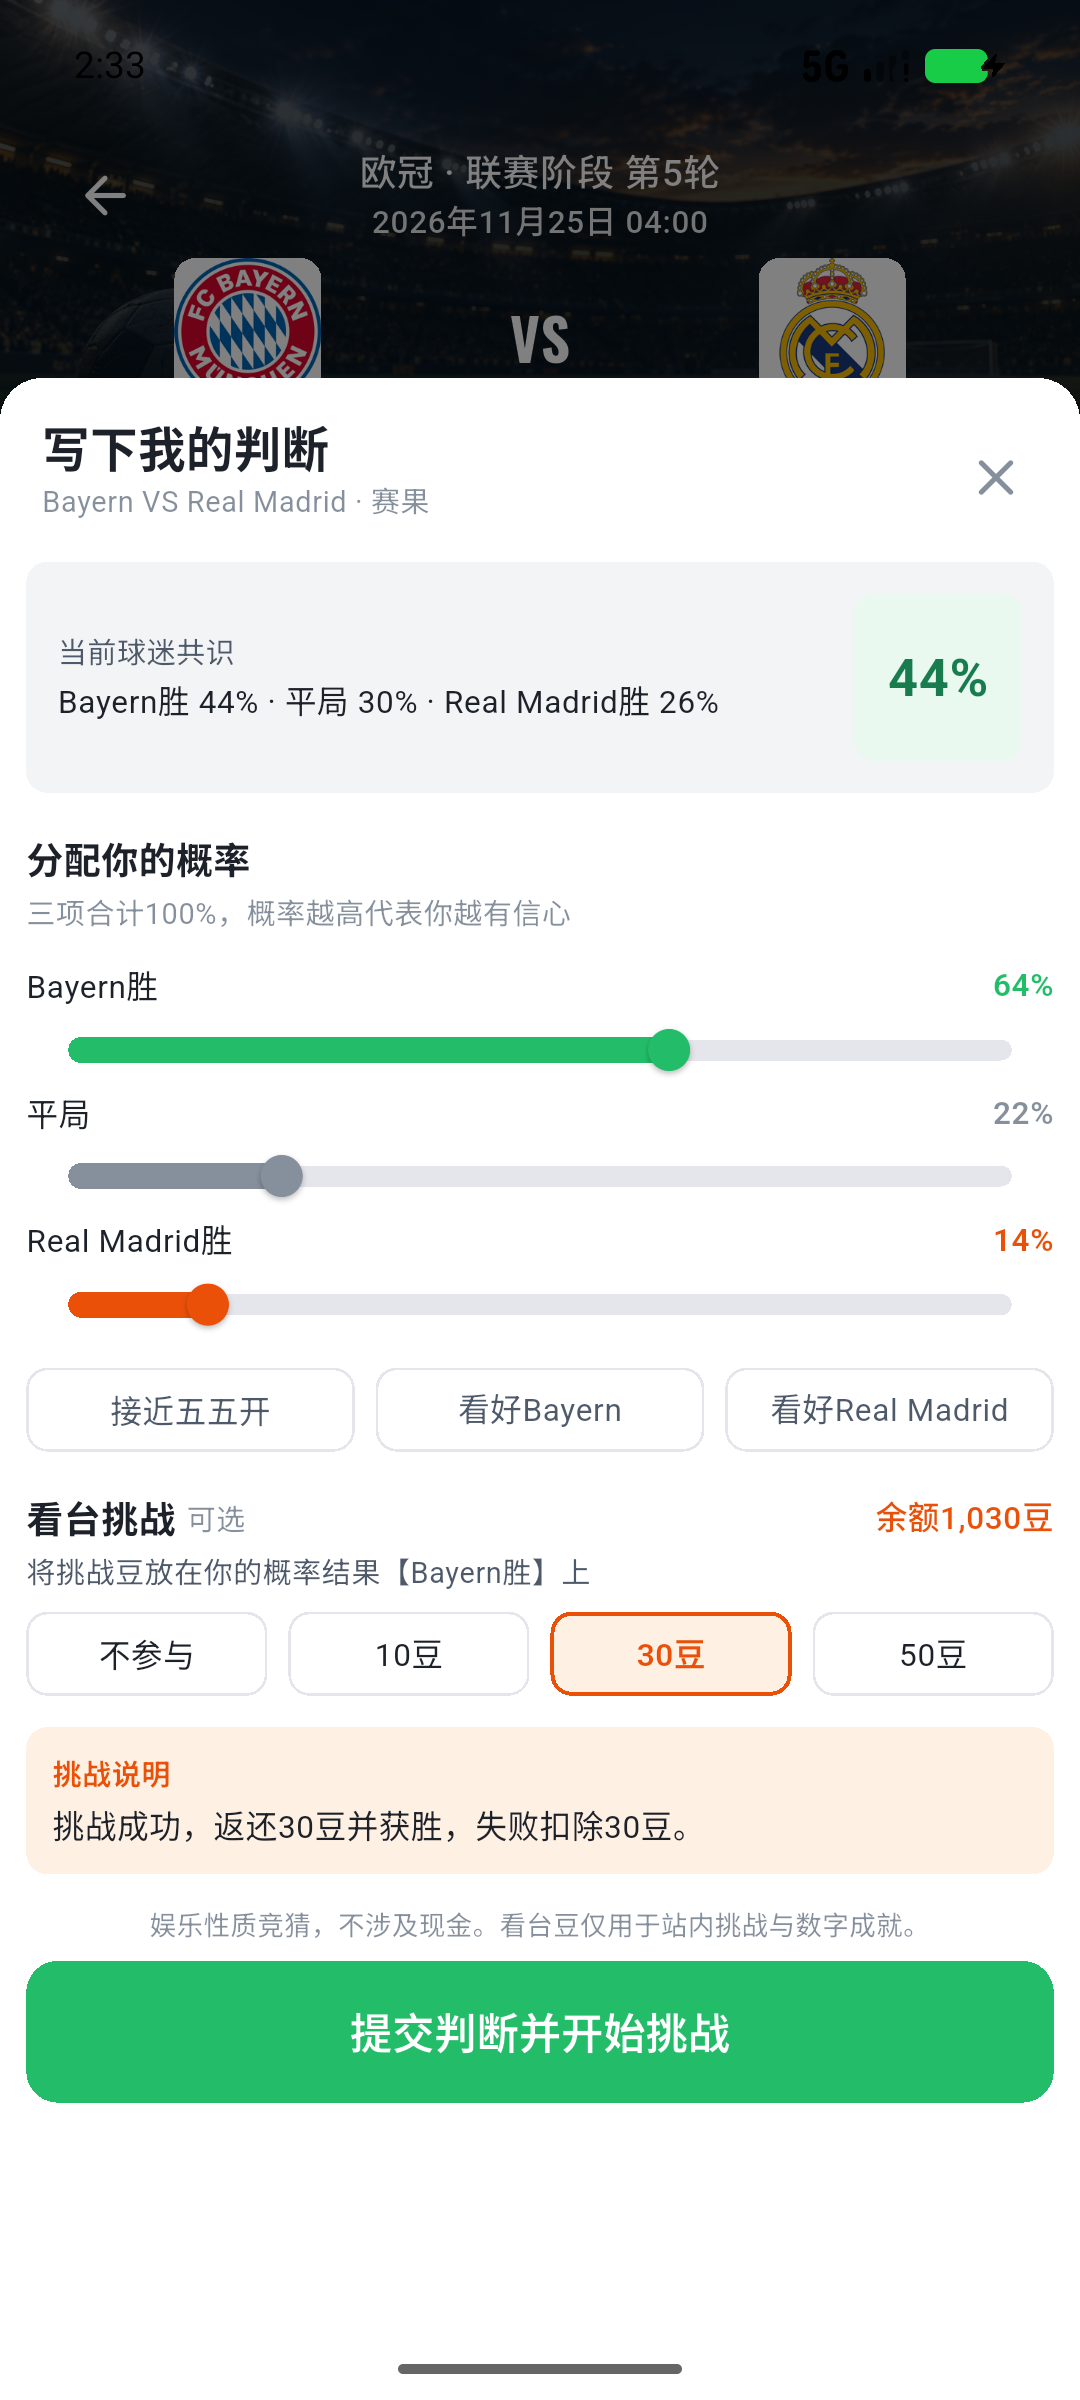 2:33
5G
欧冠 · 联赛阶段 第5轮
2026年11月25日 04:00
FC BAYERN
MÜNCHEN
VS
写下我的判断
Bayern VS Real Madrid · 赛果
当前球迷共识
Bayern胜 44% · 平局 30% · Real Madrid胜 26%
44%
分配你的概率
三项合计100%，概率越高代表你越有信心
Bayern胜
64%
平局
22%
Real Madrid胜
14%
接近五五开
看好Bayern
看好Real Madrid
看台挑战 可选
余额1,030豆
将挑战豆放在你的概率结果【Bayern胜】上
不参与
10豆
30豆
50豆
挑战说明
挑战成功，返还30豆并获胜，失败扣除30豆。
娱乐性质竞猜，不涉及现金。看台豆仅用于站内挑战与数字成就。
提交判断并开始挑战